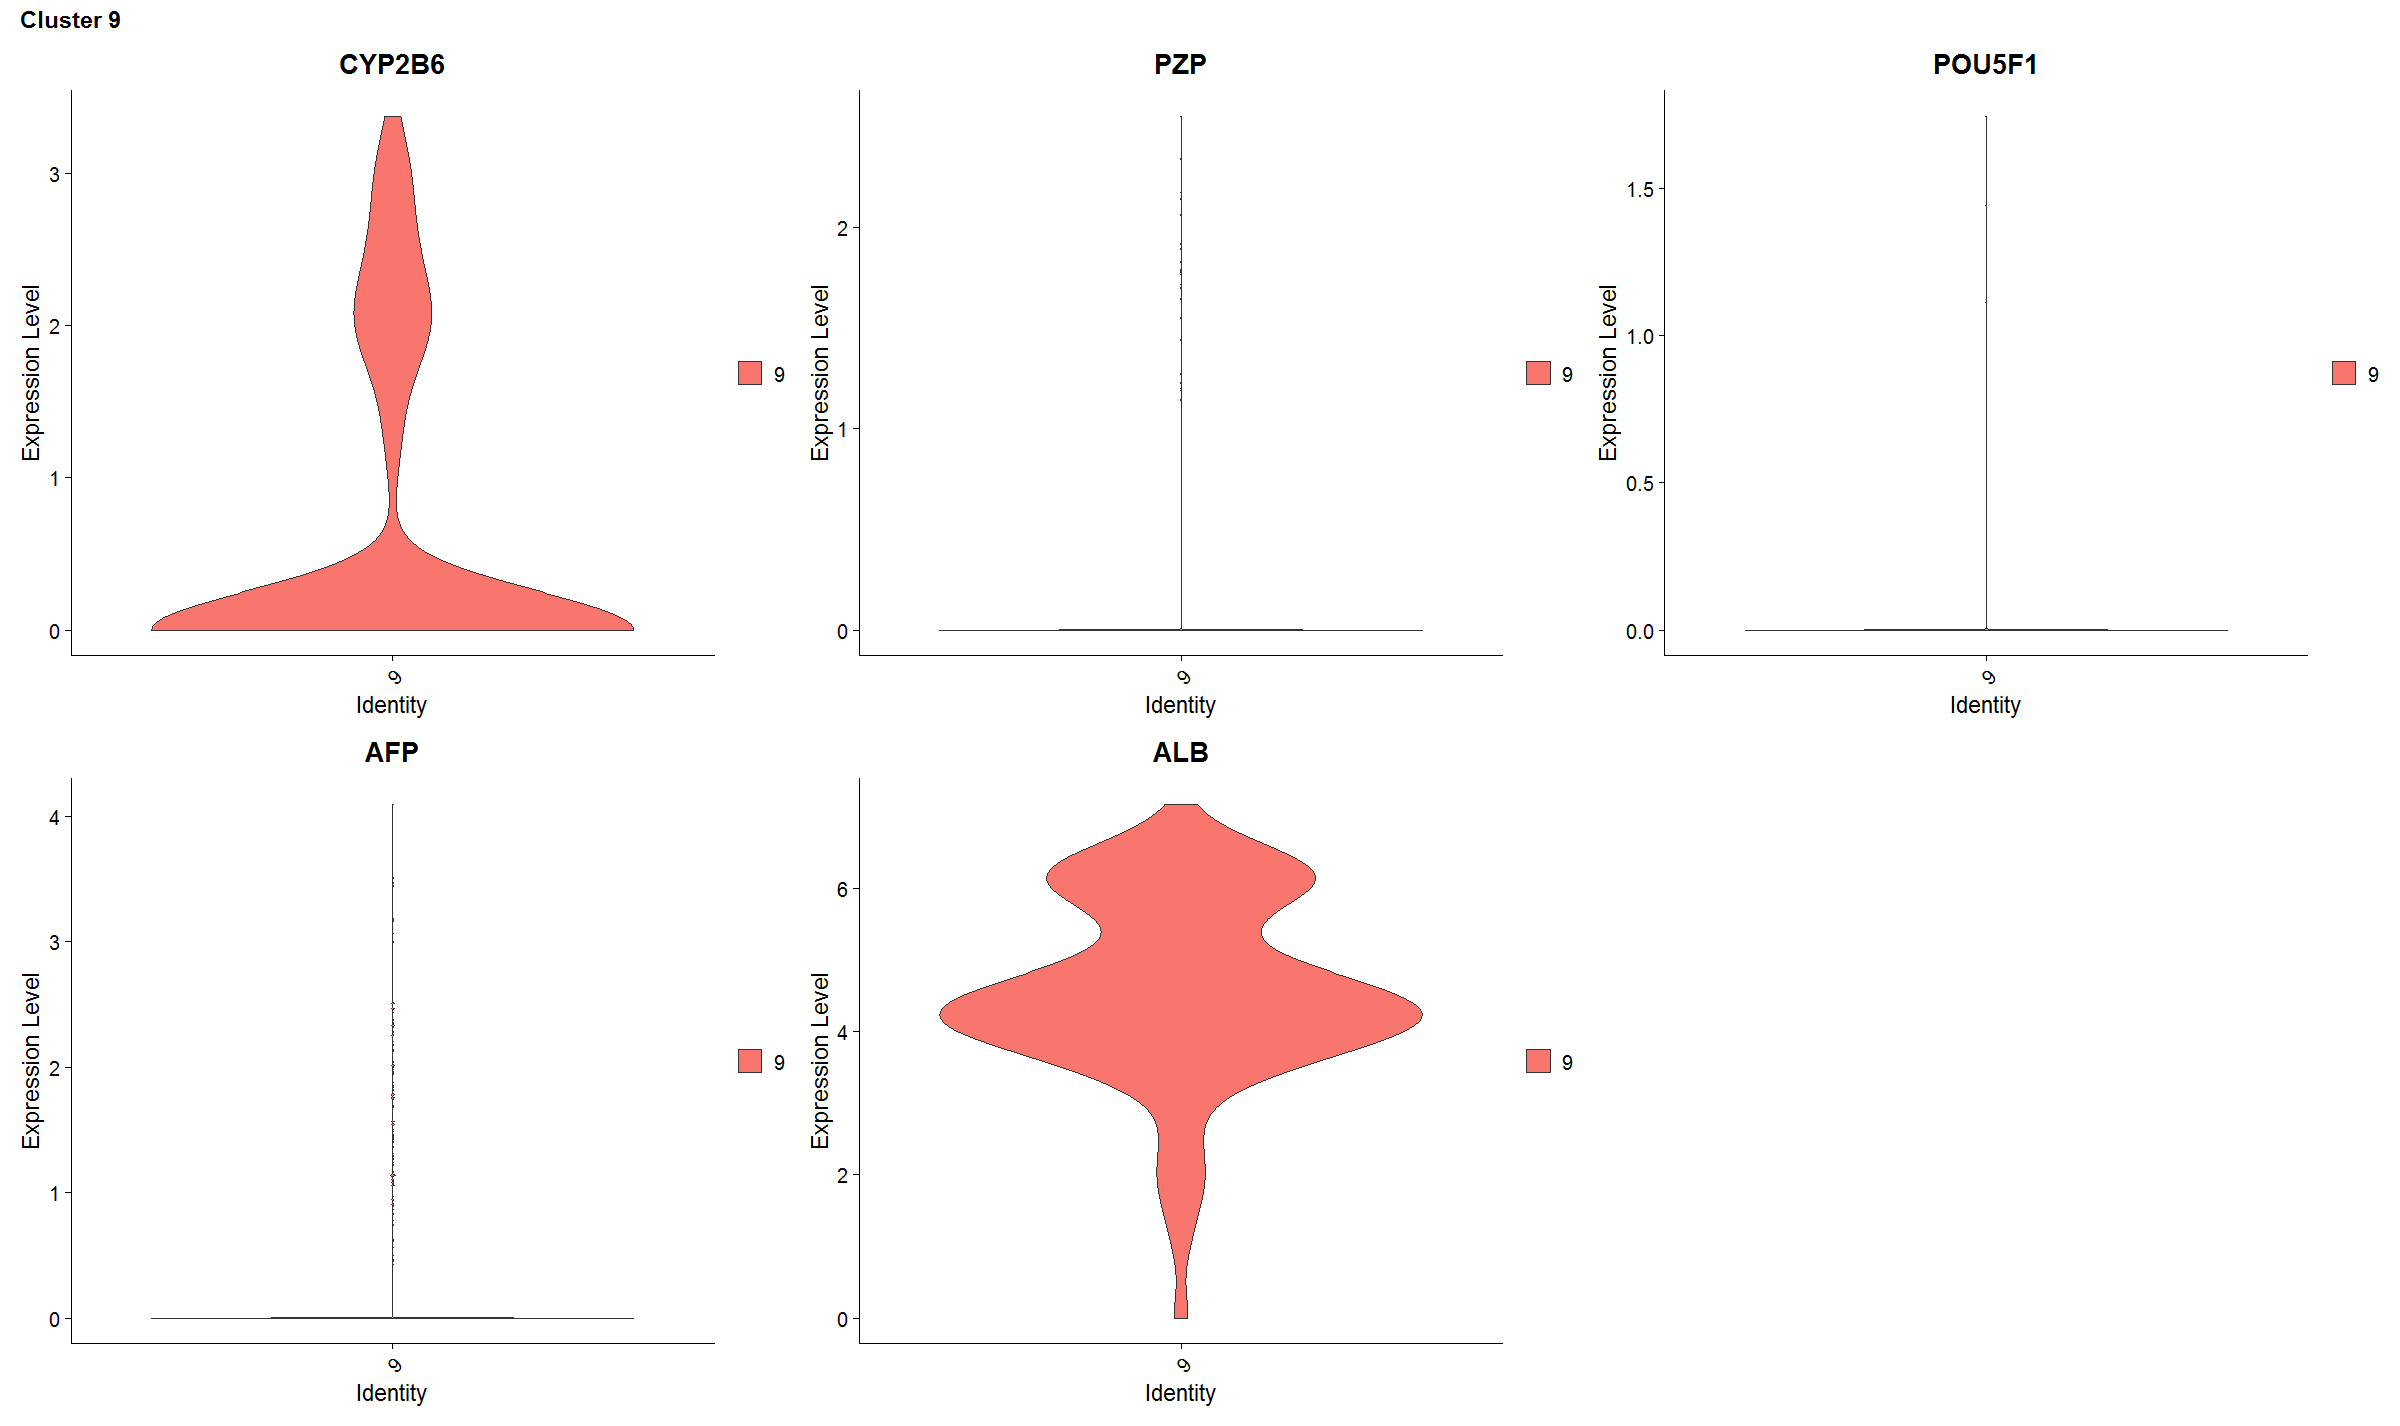 Cluster 9
CYP2B6
Expression Level
3
2
1
0
9
Identity
9
PZP
Expression Level
2
1
0
9
Identity
9
POU5F1
Expression Level
1.5
1.0
0.5
0.0
9
Identity
9
AFP
Expression Level
4
3
2
1
0
9
Identity
9
ALB
Expression Level
6
4
2
0
9
Identity
9